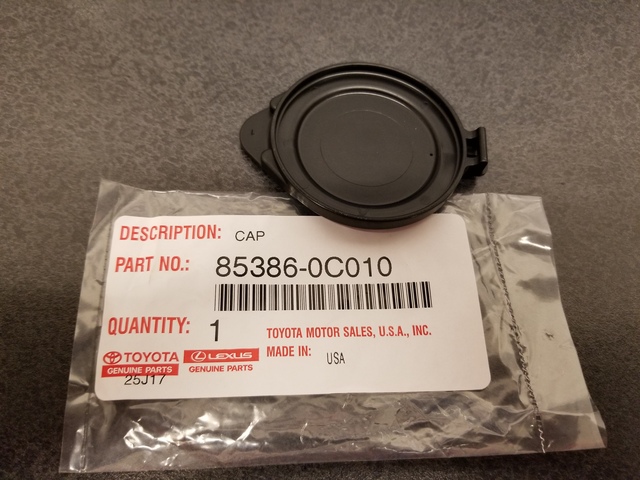 DESCRIPTION: CAP
PART NO.: 85386-0C010
QUANTITY: 1
TOYOTA MOTOR SALES, U.S.A., INC.
TOYOTA
GENUINE PARTS
LEXUS
GENUINE PARTS
MADE IN: USA
25J17